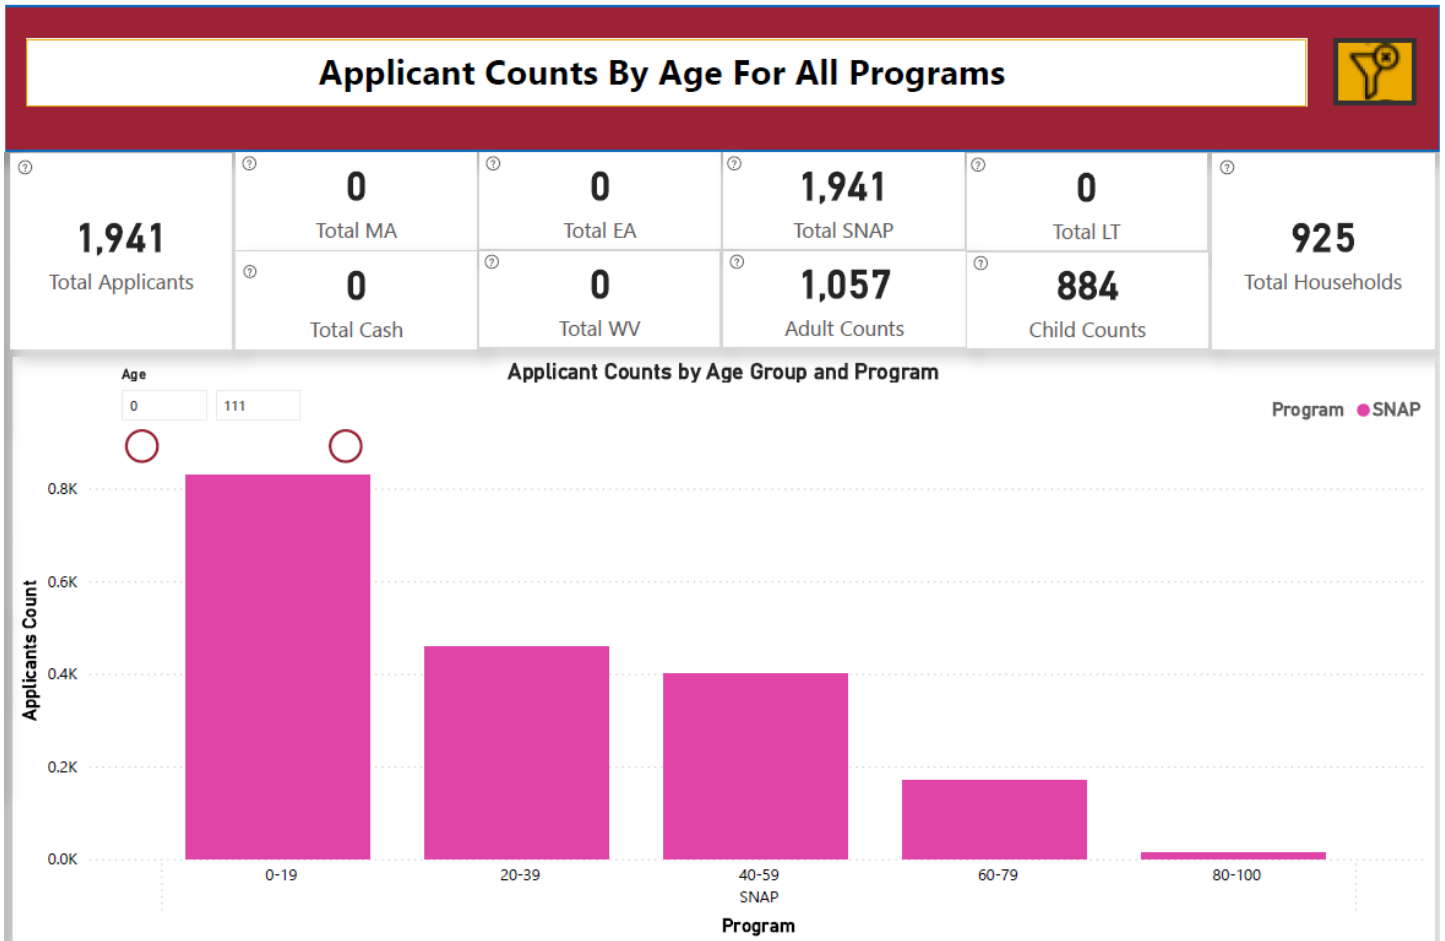 Applicant Counts By Age For All Programs
1,941
Total Applicants
0
Total MA
0
Total EA
1,941
Total SNAP
0
Total LT
925
Total Households
0
Total Cash
0
Total WV
1,057
Adult Counts
884
Child Counts
Applicant Counts by Age Group and Program
Age
0 111
Program SNAP
0.8K
0.6K
0.4K
0.2K
0.0K
Applicants Count
0-19 20-39 40-59 60-79 80-100
SNAP
Program